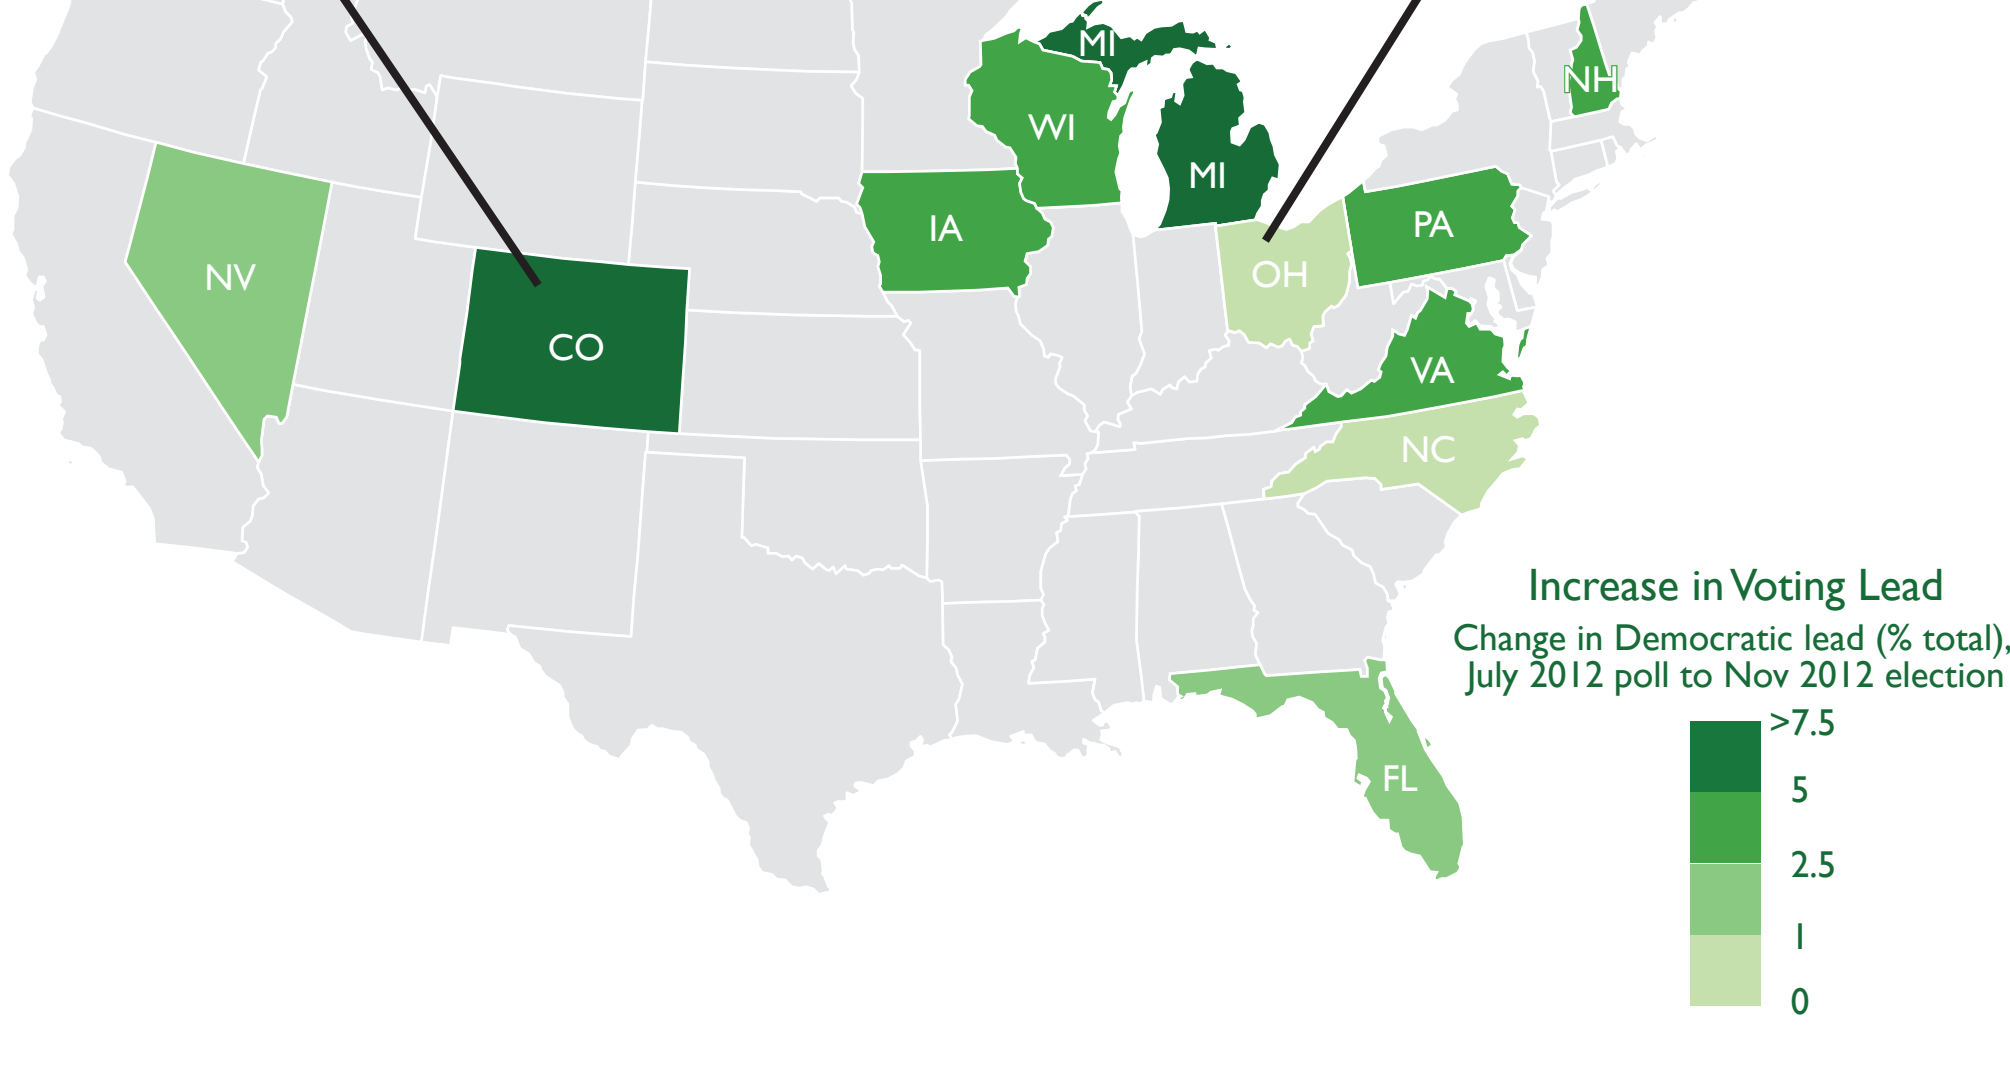 MI
NH
WI
MI
IA
PA
NV
OH
CO
VA
NC
Increase in Voting Lead
Change in Democratic lead (% total),
July 2012 poll to Nov 2012 election
>7.5
FL
5
2.5
1
0